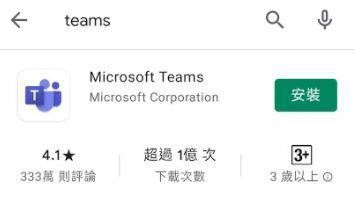 teams
Microsoft Teams
Microsoft Corporation
安裝
4.1★
超過 1億 次
3+
333萬 則評論
下載次數
3 歲以上 ⓘ